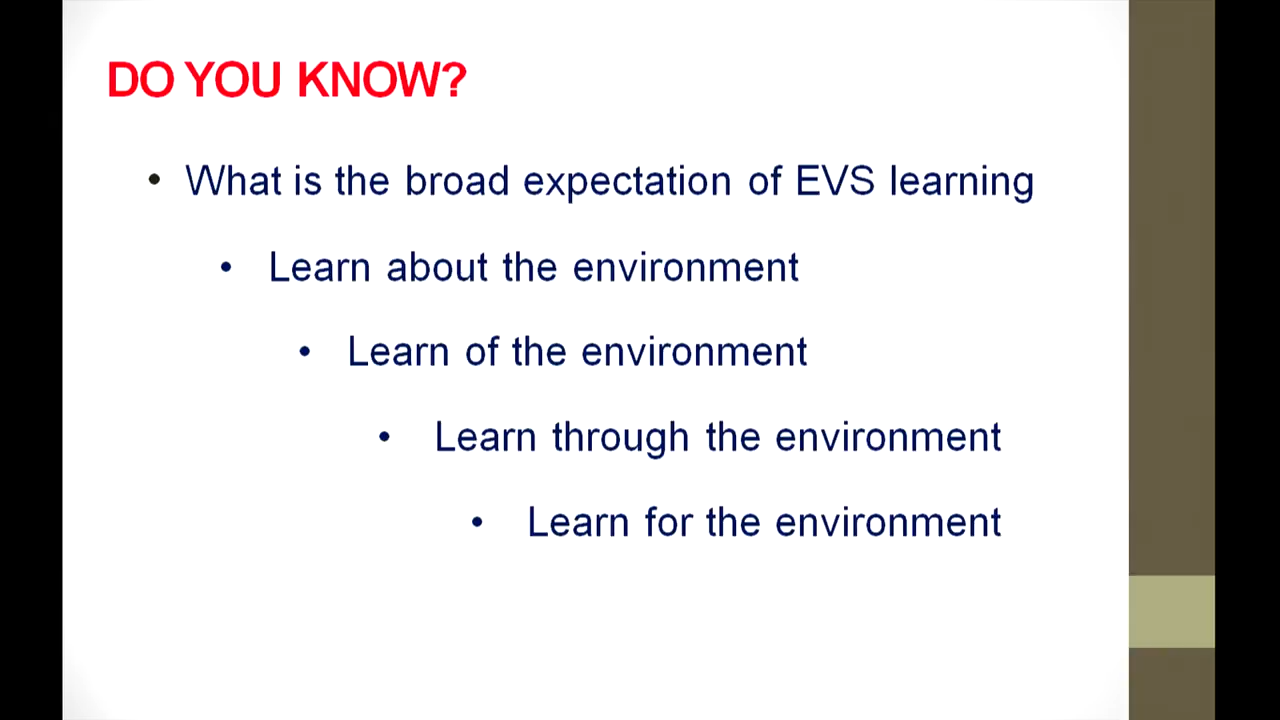 DO YOU KNOW?
• What is the broad expectation of EVS learning
• Learn about the environment
• Learn of the environment
• Learn through the environment
• Learn for the environment